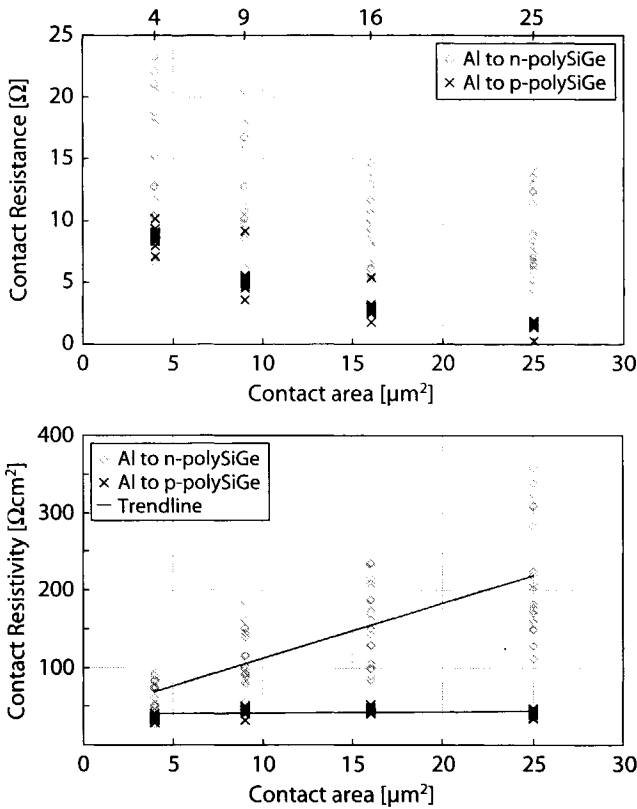 4 9 16 25
25
20
15
10
5
0
Contact Resistance [Ω]
Al to n-polySiGe
Al to p-polySiGe
0 5 10 15 20 25 30
Contact area [µm²]
400
300
200
100
0
Contact Resistivity [Ωcm²]
Al to n-polySiGe
Al to p-polySiGe
Trendline
0 5 10 15 20 25 30
Contact area [µm²]